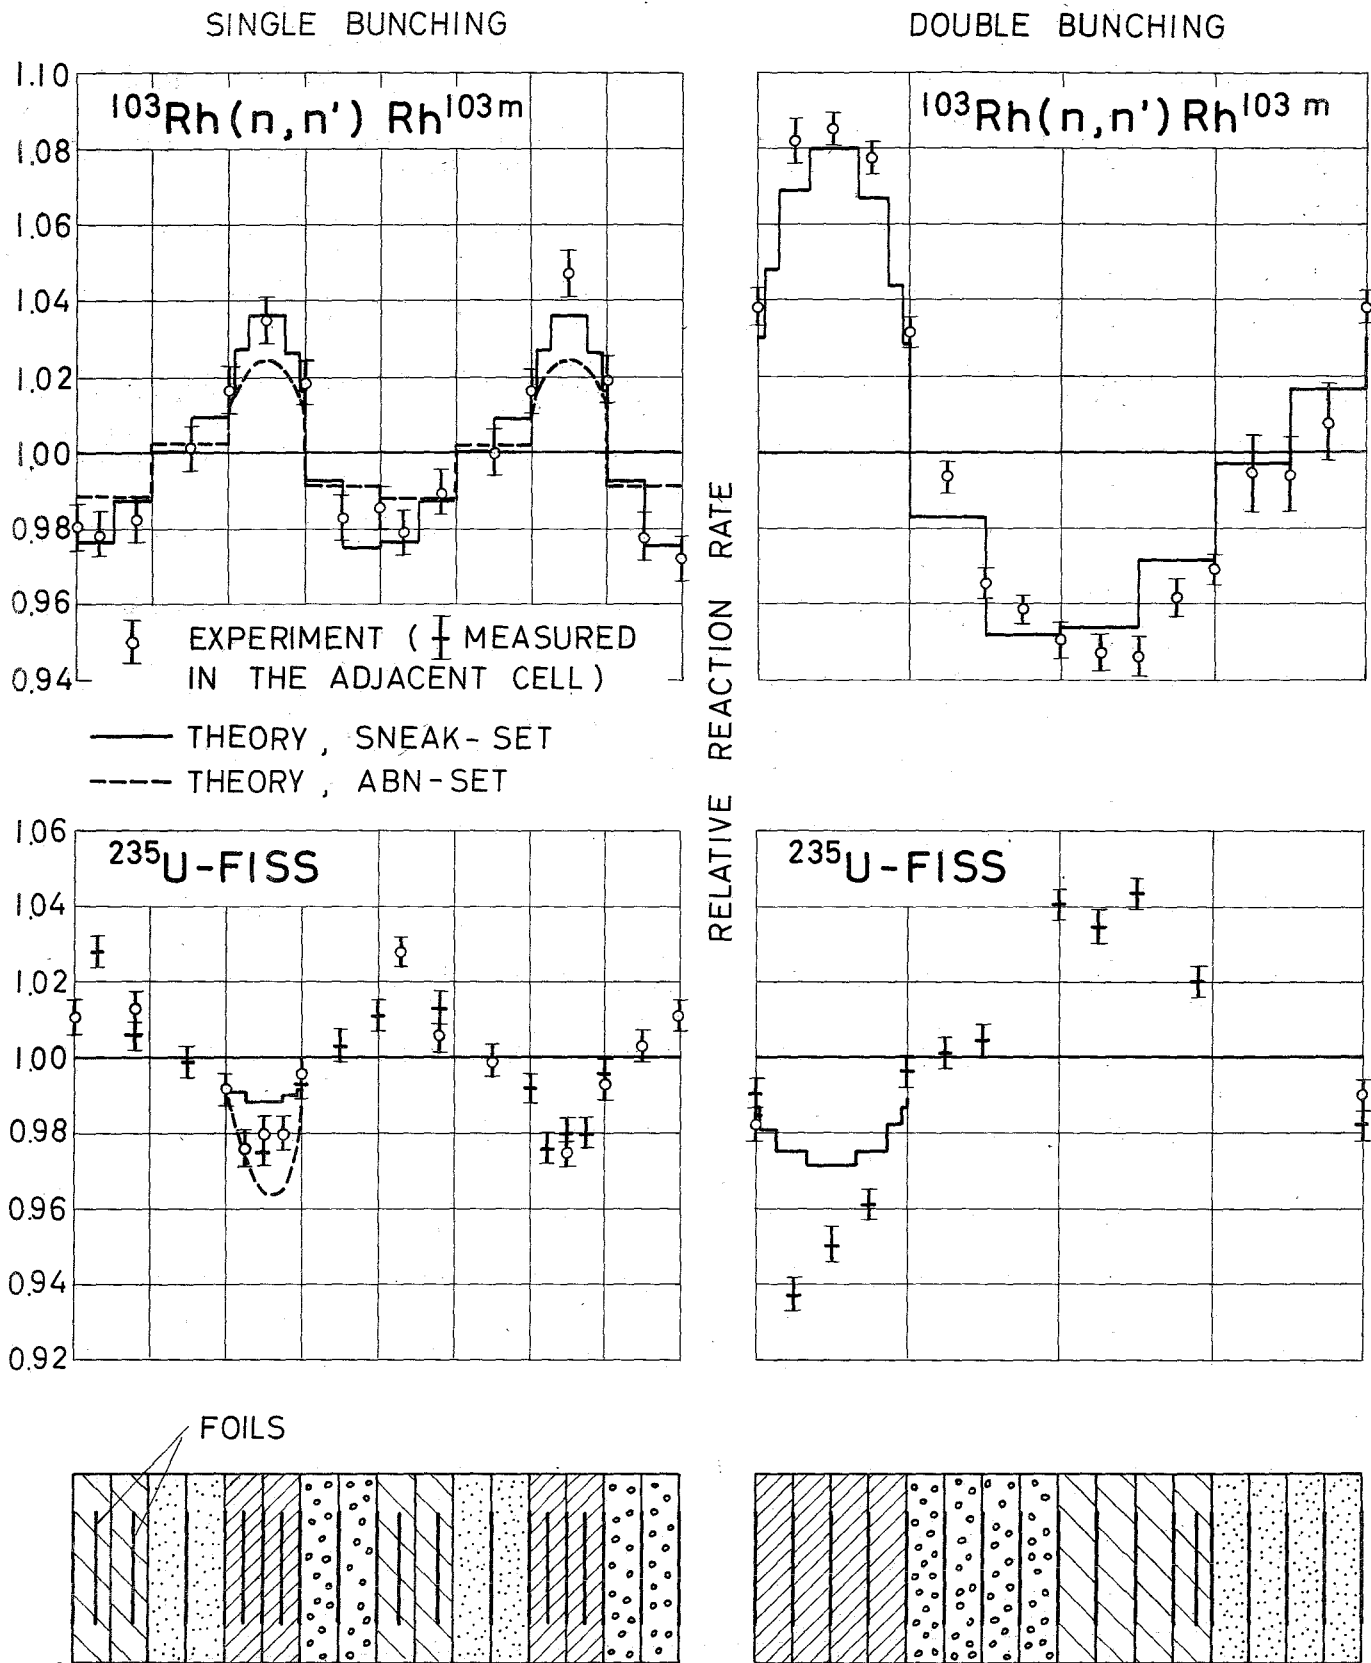 SINGLE BUNCHING
DOUBLE BUNCHING
1.10
1.08
1.06
1.04
1.02
1.00
0.98
0.96
0.94
¹⁰³Rh(n,n') Rh¹⁰³ᵐ
¹⁰³Rh(n,n') Rh¹⁰³ ᵐ
EXPERIMENT ( MEASURED
IN THE ADJACENT CELL )
THEORY , SNEAK-SET
THEORY , ABN-SET
RELATIVE REACTION RATE
1.06
1.04
1.02
1.00
0.98
0.96
0.94
0.92
²³⁵U-FISS
²³⁵U-FISS
FOILS